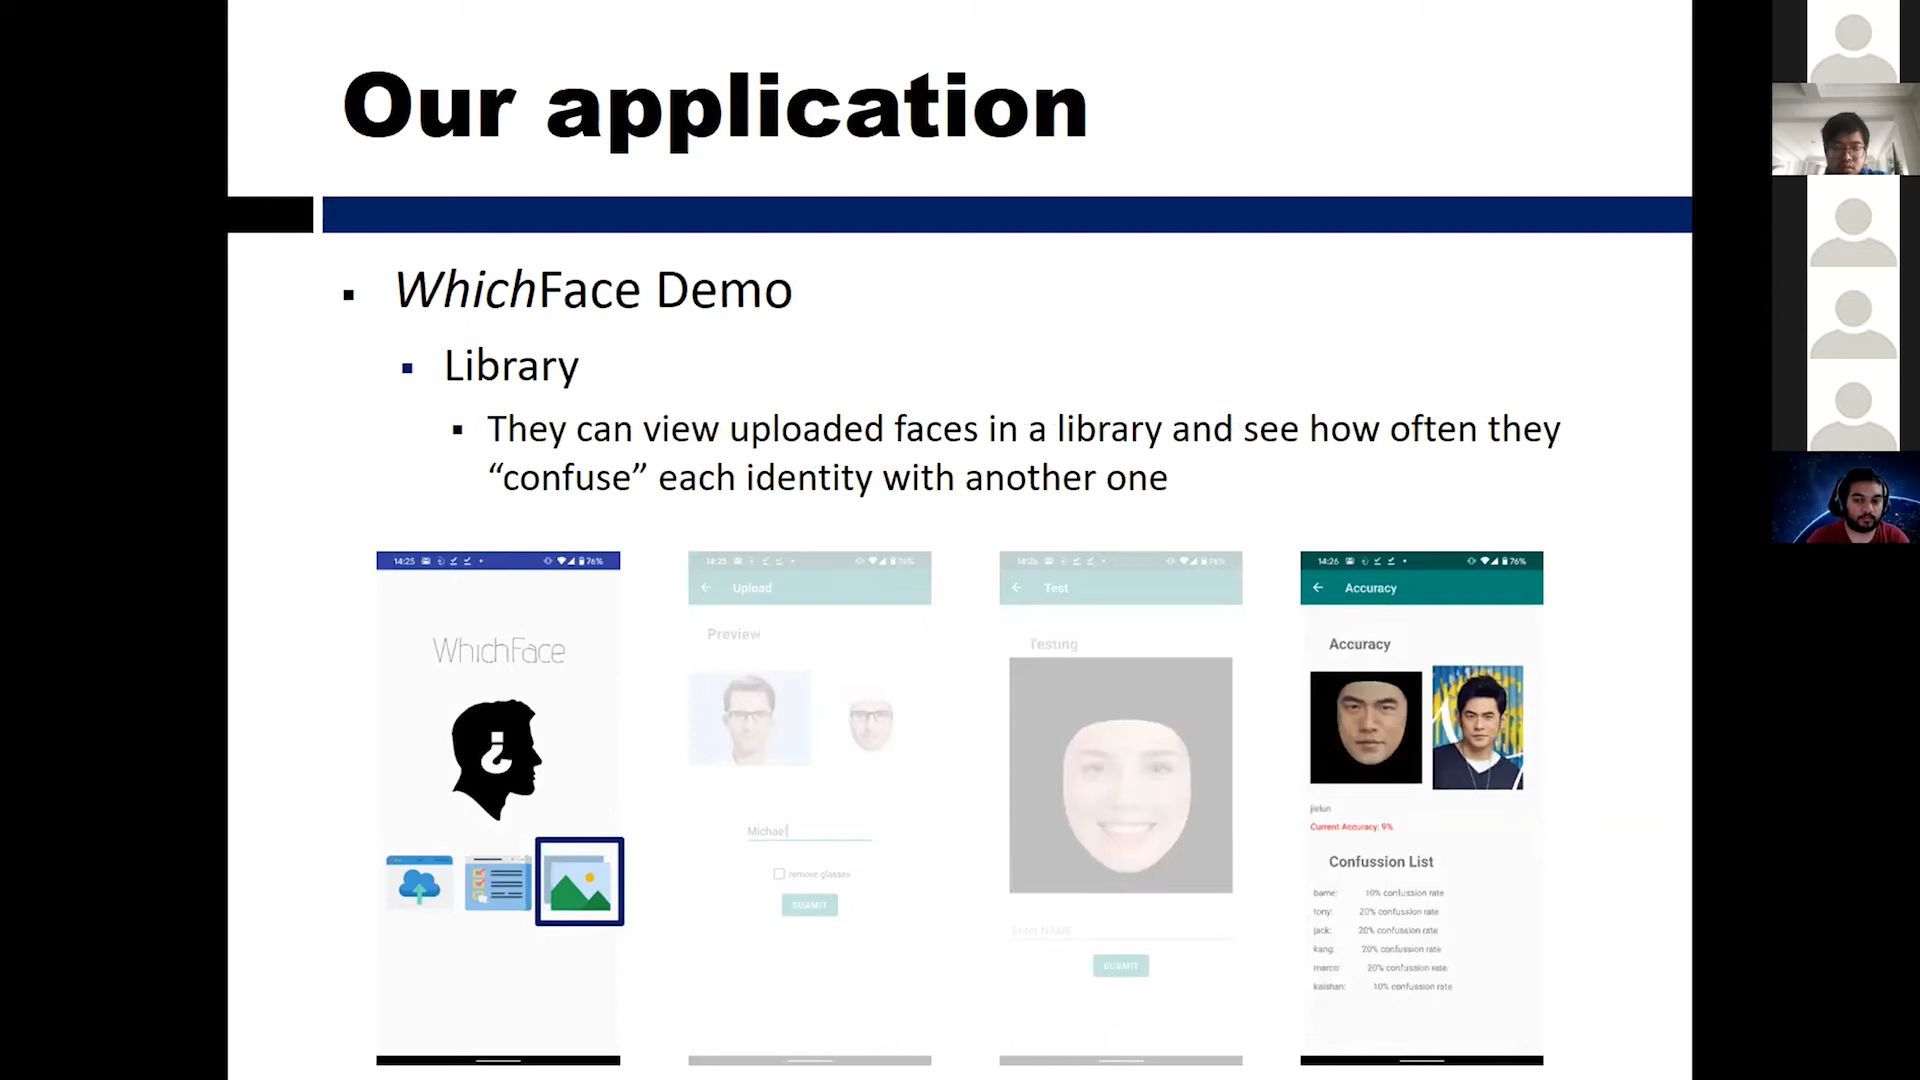 Our application
WhichFace Demo
Library
They can view uploaded faces in a library and see how often they
“confuse” each identity with another one
14:25
76%
WhichFace
14:25
76%
Upload
Preview
Michael
remove glasses
SUBMIT
14:26
76%
Test
Testing
Enter NAME
SUBMIT
14:26
76%
Accuracy
Accuracy
jielun
Current Accuracy: 9%
Confussion List
bame: 10% confussion rate
tony: 20% confussion rate
jack: 20% confussion rate
kang: 20% confussion rate
marco: 20% confussion rate
kaishan: 10% confussion rate